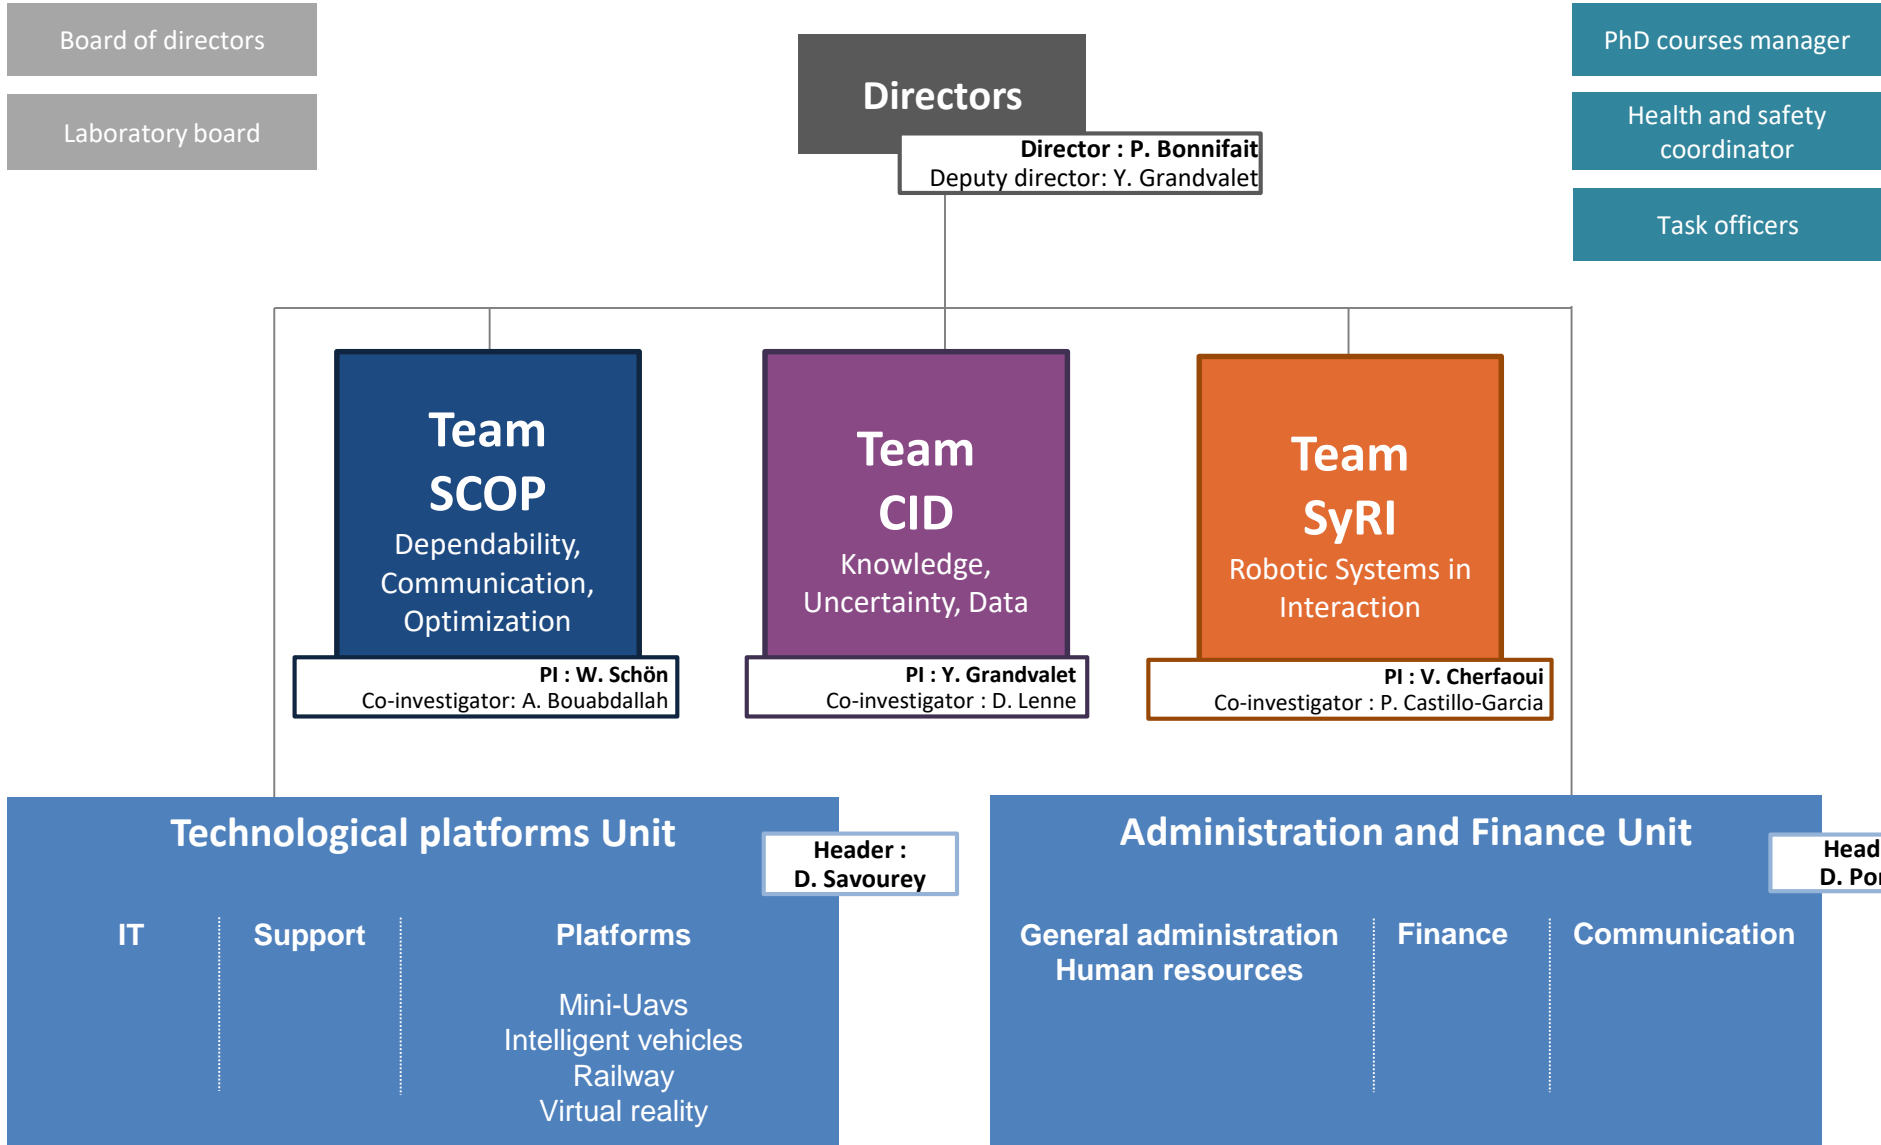 Board of directors
Laboratory board
Directors
Director : P. Bonnifait
Deputy director: Y. Grandvalet
PhD courses manager
Health and safety
coordinator
Task officers
Team
SCOP
Dependability,
Communication,
Optimization
PI : W. Schön
Co-investigator: A. Bouabdallah
Team
CID
Knowledge,
Uncertainty, Data
PI : Y. Grandvalet
Co-investigator : D. Lenne
Team
SyRI
Robotic Systems in
Interaction
PI : V. Cherfaoui
Co-investigator : P. Castillo-Garcia
Technological platforms Unit
Header :
D. Savourey
IT
Support
Platforms
Mini-Uavs
Intelligent vehicles
Railway
Virtual reality
Administration and Finance Unit
Head
D.
General administration
Human resources
Finance
Communication